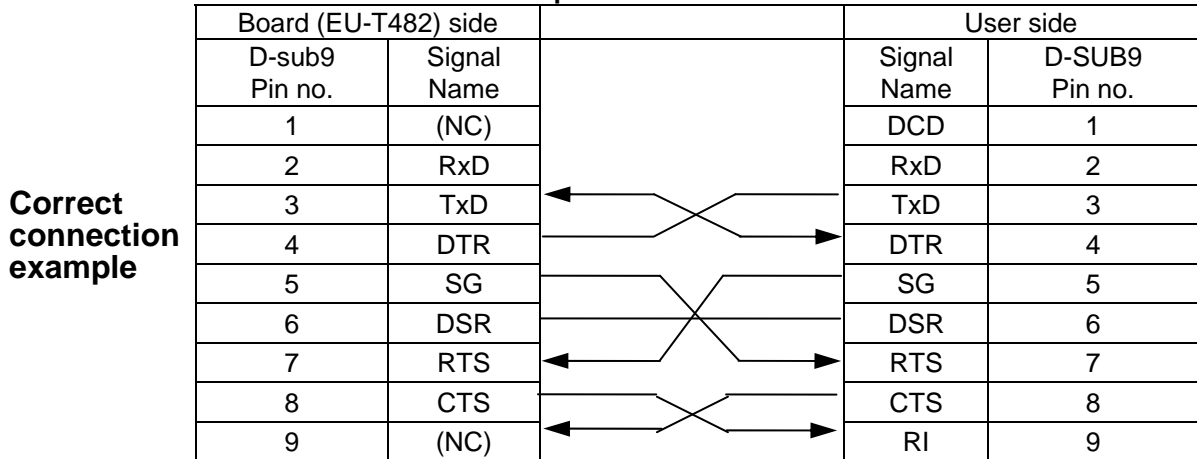 Board (EU-T482) side User side
D-sub9 Signal Signal D-SUB9
Pin no. Name Name Pin no.
1 (NC) DCD 1
2 RxD RxD 2
3 TxD TxD 3
4 DTR DTR 4
5 SG SG 5
6 DSR DSR 6
7 RTS RTS 7
8 CTS CTS 8
9 (NC) RI 9
Correct
connection
example